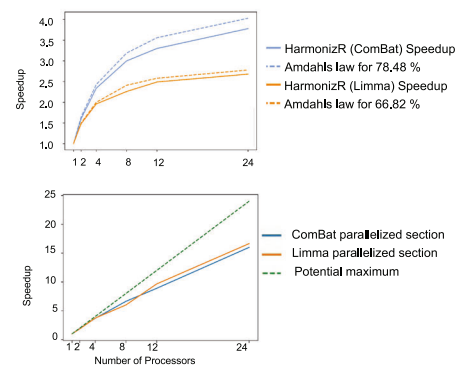 4.0
3.5
3.0
2.5
2.0
1.5
1.0
Speedup
1 2 4 8 12 24
HarmonizR (ComBat) Speedup
Amdahls law for 78.48 %
HarmonizR (Limma) Speedup
Amdahls law for 66.82 %
25
20
15
10
5
0
Speedup
1 2 4 8 12 24
Number of Processors
ComBat parallelized section
Limma parallelized section
Potential maximum